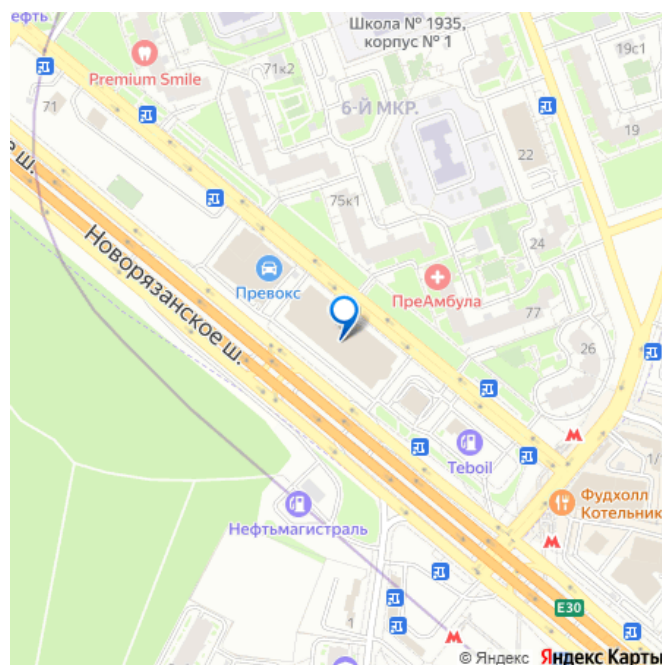 ефть
Школа № 1935,
корпус № 1
Premium Smile
71к2
19с1
71
6-Й МКР.
19
22
е ш.
75к1
Новорязанское ш.
24
Превокс
ПреАмбула
77
26
Teboil
1/
Фудхолл
Котельник
Нефтьмагистраль
E30
1
© Яндекс Яндекс Карты